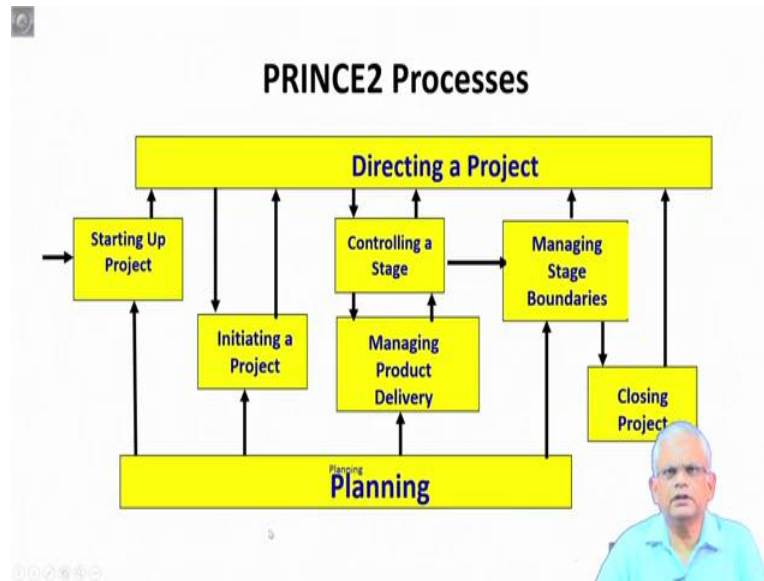 PRINCE2 Processes
Directing a Project
Starting Up
Project
Controlling a
Stage
Managing
Stage
Boundaries
Initiating a
Project
Managing
Product
Delivery
Closing
Project
Planning
Planning